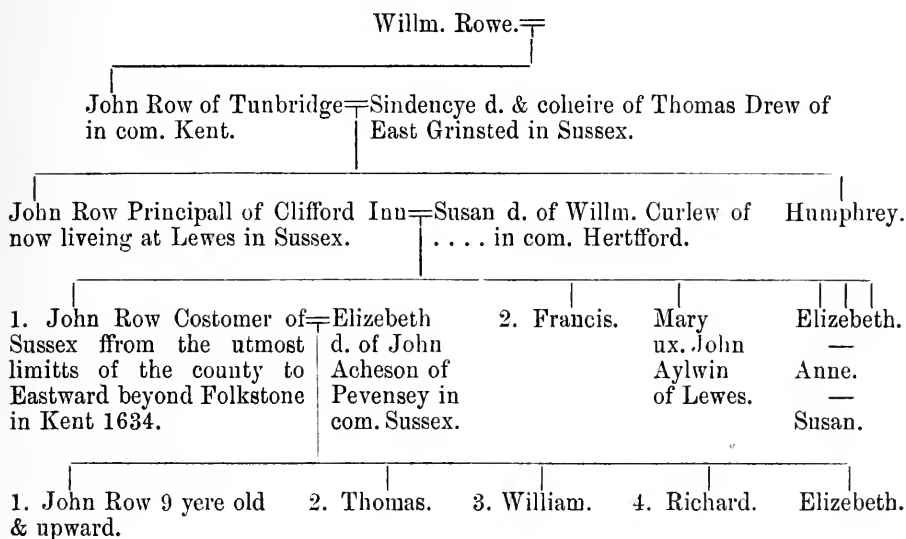 Willm. Rowe.
John Row of Tunbridge
in com. Kent.
Sindencye d. & coheire of Thomas Drew of
East Grinsted in Sussex.
John Row Principall of Clifford Inn
now liveing at Lewes in Sussex.
Susan d. of Willm. Curlew of
. . . . in com. Hertfford.
Humphrey.
1. John Row Costomer of
Sussex ffrom the utmost
limitts of the county to
Eastward beyond Folkstone
in Kent 1634.
Elizebeth
d. of John
Acheson of
Pevensey in
com. Sussex.
2. Francis.
Mary
ux. John
Aylwin
of Lewes.
Elizebeth.
—
Anne.
—
Susan.
1. John Row 9 yere old
& upward.
2. Thomas.
3. William.
4. Richard.
Elizebeth.